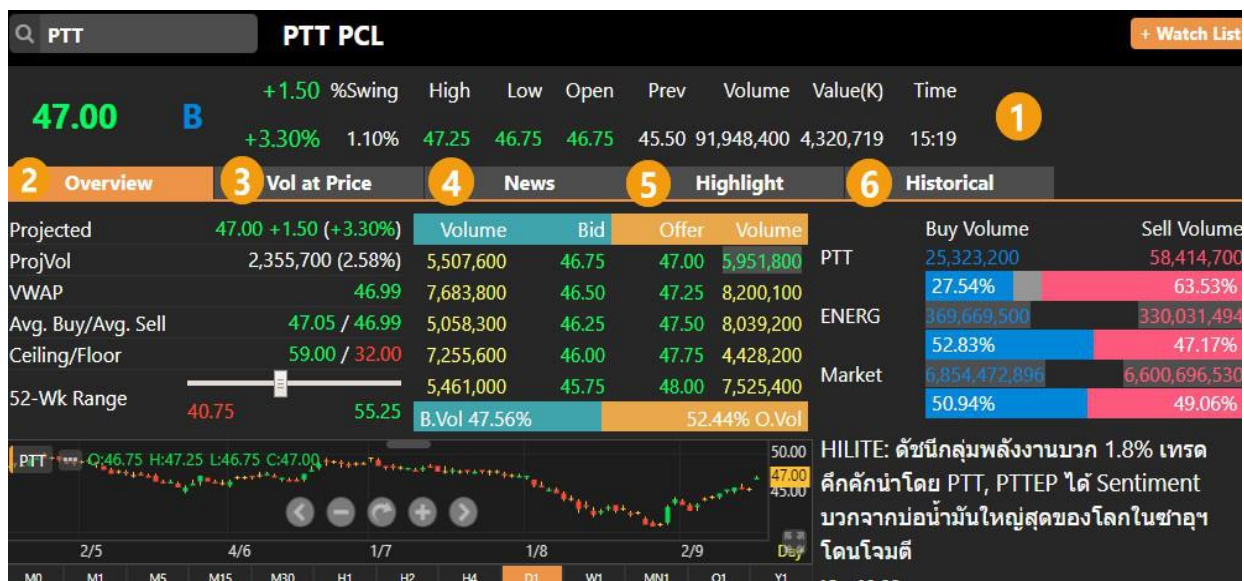 PTT
PTT PCL
+ Watch List
47.00 B
+1.50 %Swing High Low Open Prev Volume Value(K) Time
+3.30% 1.10% 47.25 46.75 46.75 45.50 91,948,400 4,320,719 15:19
1
2 Overview 3 Vol at Price 4 News 5 Highlight 6 Historical
Projected 47.00 +1.50 (+3.30%)
ProjVol 2,355,700 (2.58%)
VWAP 46.99
Avg. Buy/Avg. Sell 47.05 / 46.99
Ceiling/Floor 59.00 / 32.00
52-Wk Range 40.75 55.25
Volume Bid Offer Volume
5,507,600 46.75 47.00 5,951,800
7,683,800 46.50 47.25 8,200,100
5,058,300 46.25 47.50 8,039,200
7,255,600 46.00 47.75 4,428,200
5,461,000 45.75 48.00 7,525,400
B.Vol 47.56% 52.44% O.Vol
Buy Volume Sell Volume
PTT 25,323,200 58,414,700
27.54% 63.53%
ENERG 369,669,500 330,031,494
52.83% 47.17%
Market 6,854,472,896 6,600,696,530
50.94% 49.06%
PTT O:46.75 H:47.25 L:46.75 C:47.00
50.00
47.00
45.00
2/5 4/6 1/7 1/8 2/9 Day
M0 M1 M5 M15 M30 H1 H2 H4 D1 W1 MN1 Q1 Y1
HILITE: ดัชนีกลุ่มพลังงานบวก 1.8% เทรด
คึกคักนำโดย PTT, PTTEP ได้ Sentiment
บวกจากบ่อน้ำมันใหญ่สุดของโลกในซาอุฯ
โดนโจมตี